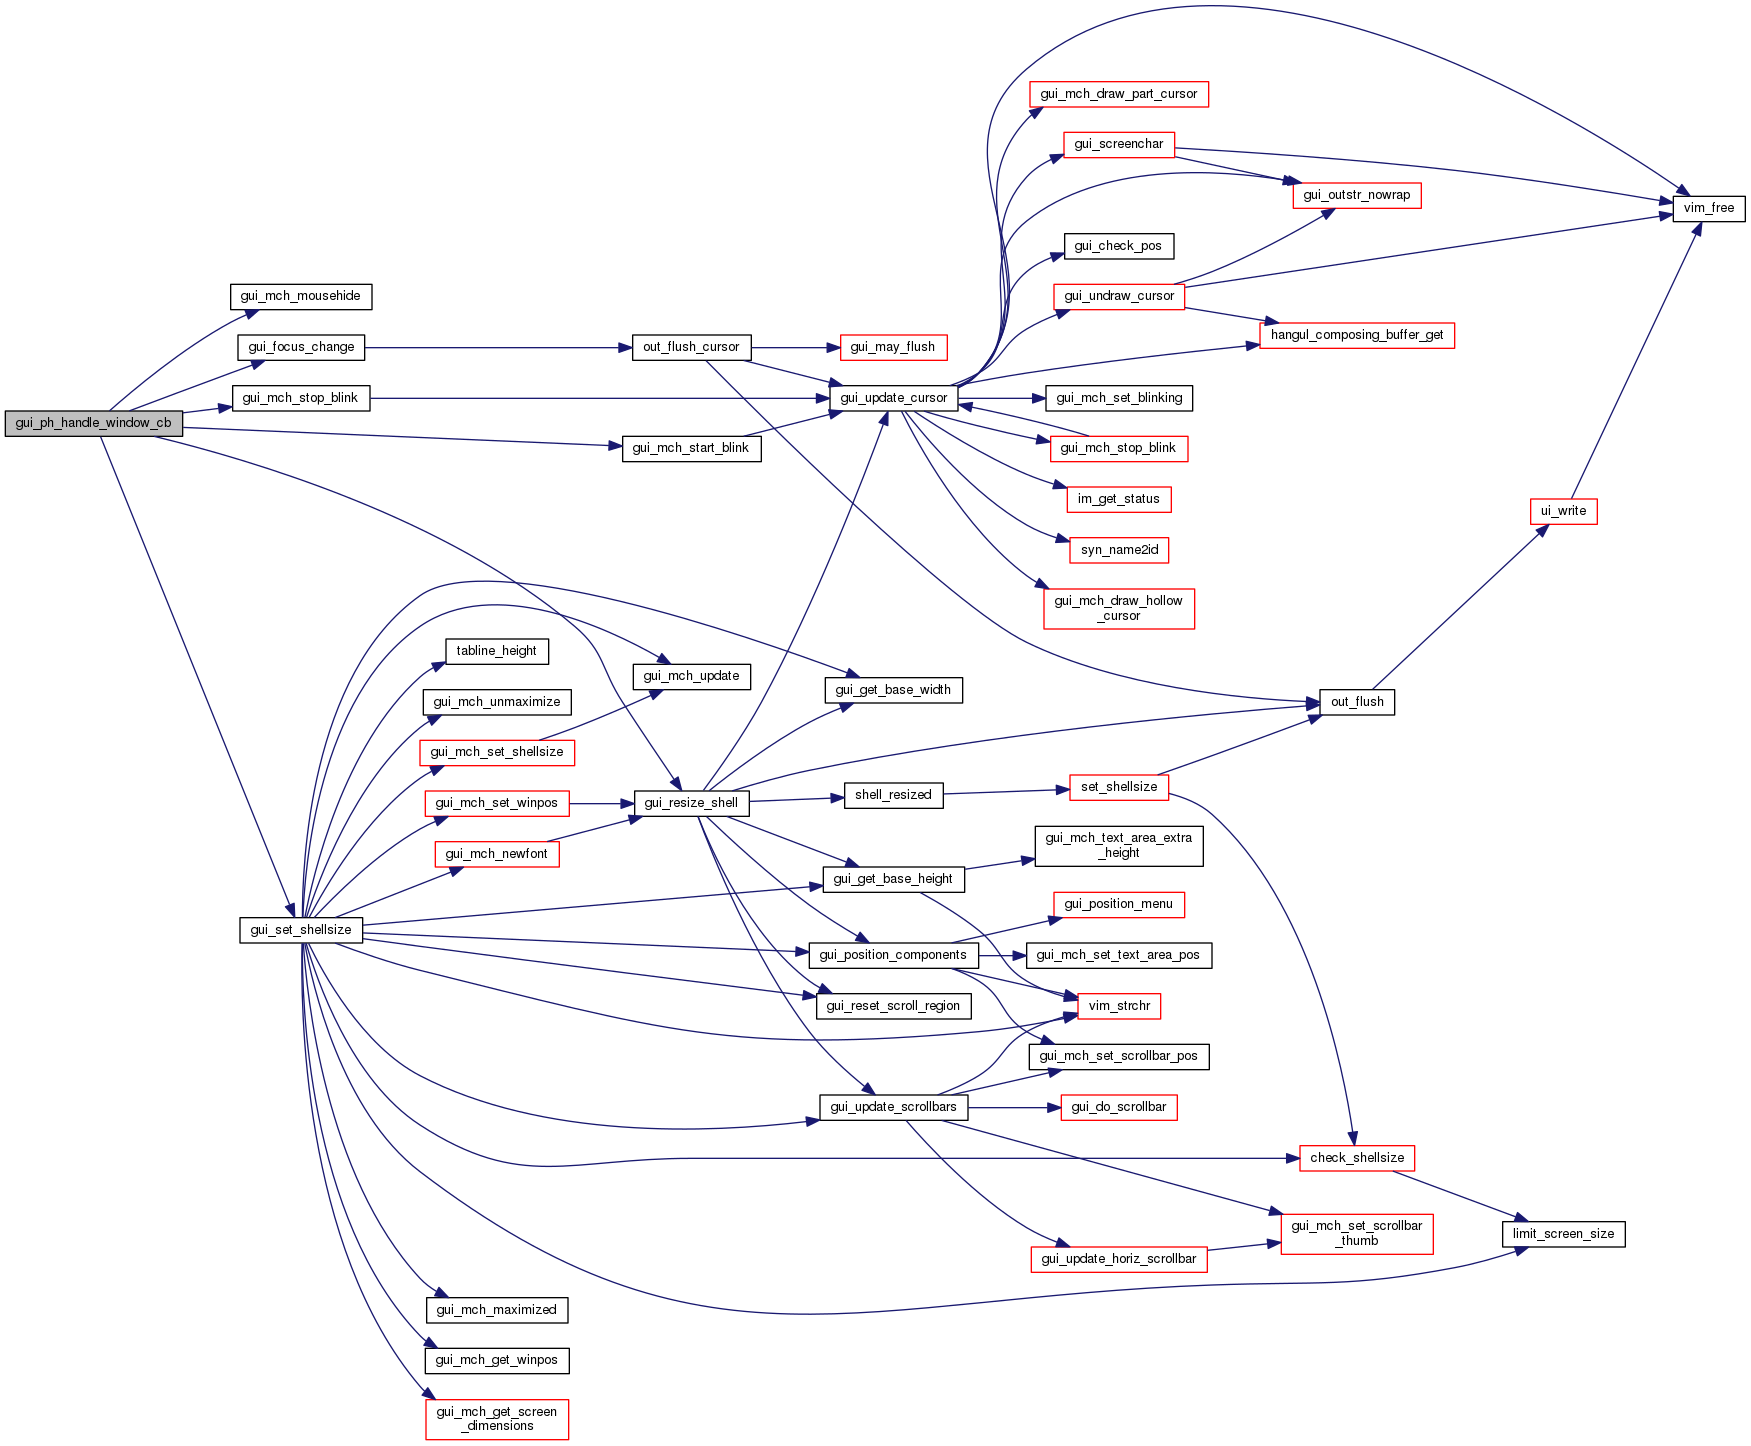 gui_mch_draw_part_cursor
gui_screenchar
gui_outstr_nowrap
vim_free
gui_check_pos
gui_mch_mousehide
gui_undraw_cursor
hangul_composing_buffer_get
gui_focus_change
out_flush_cursor
gui_may_flush
gui_mch_stop_blink
gui_update_cursor
gui_mch_set_blinking
gui_ph_handle_window_cb
gui_mch_start_blink
gui_mch_stop_blink
im_get_status
ui_write
syn_name2id
gui_mch_draw_hollow
_cursor
tabline_height
gui_mch_update
gui_get_base_width
gui_mch_unmaximize
out_flush
gui_mch_set_shellsize
set_shellsize
shell_resized
gui_mch_set_winpos
gui_resize_shell
gui_mch_text_area_extra
_height
gui_mch_newfont
gui_get_base_height
gui_position_menu
gui_set_shellsize
gui_position_components
gui_mch_set_text_area_pos
gui_reset_scroll_region
vim_strchr
gui_mch_set_scrollbar_pos
gui_update_scrollbars
gui_do_scrollbar
check_shellsize
gui_mch_set_scrollbar
_thumb
limit_screen_size
gui_update_horiz_scrollbar
gui_mch_maximized
gui_mch_get_winpos
gui_mch_get_screen
_dimensions